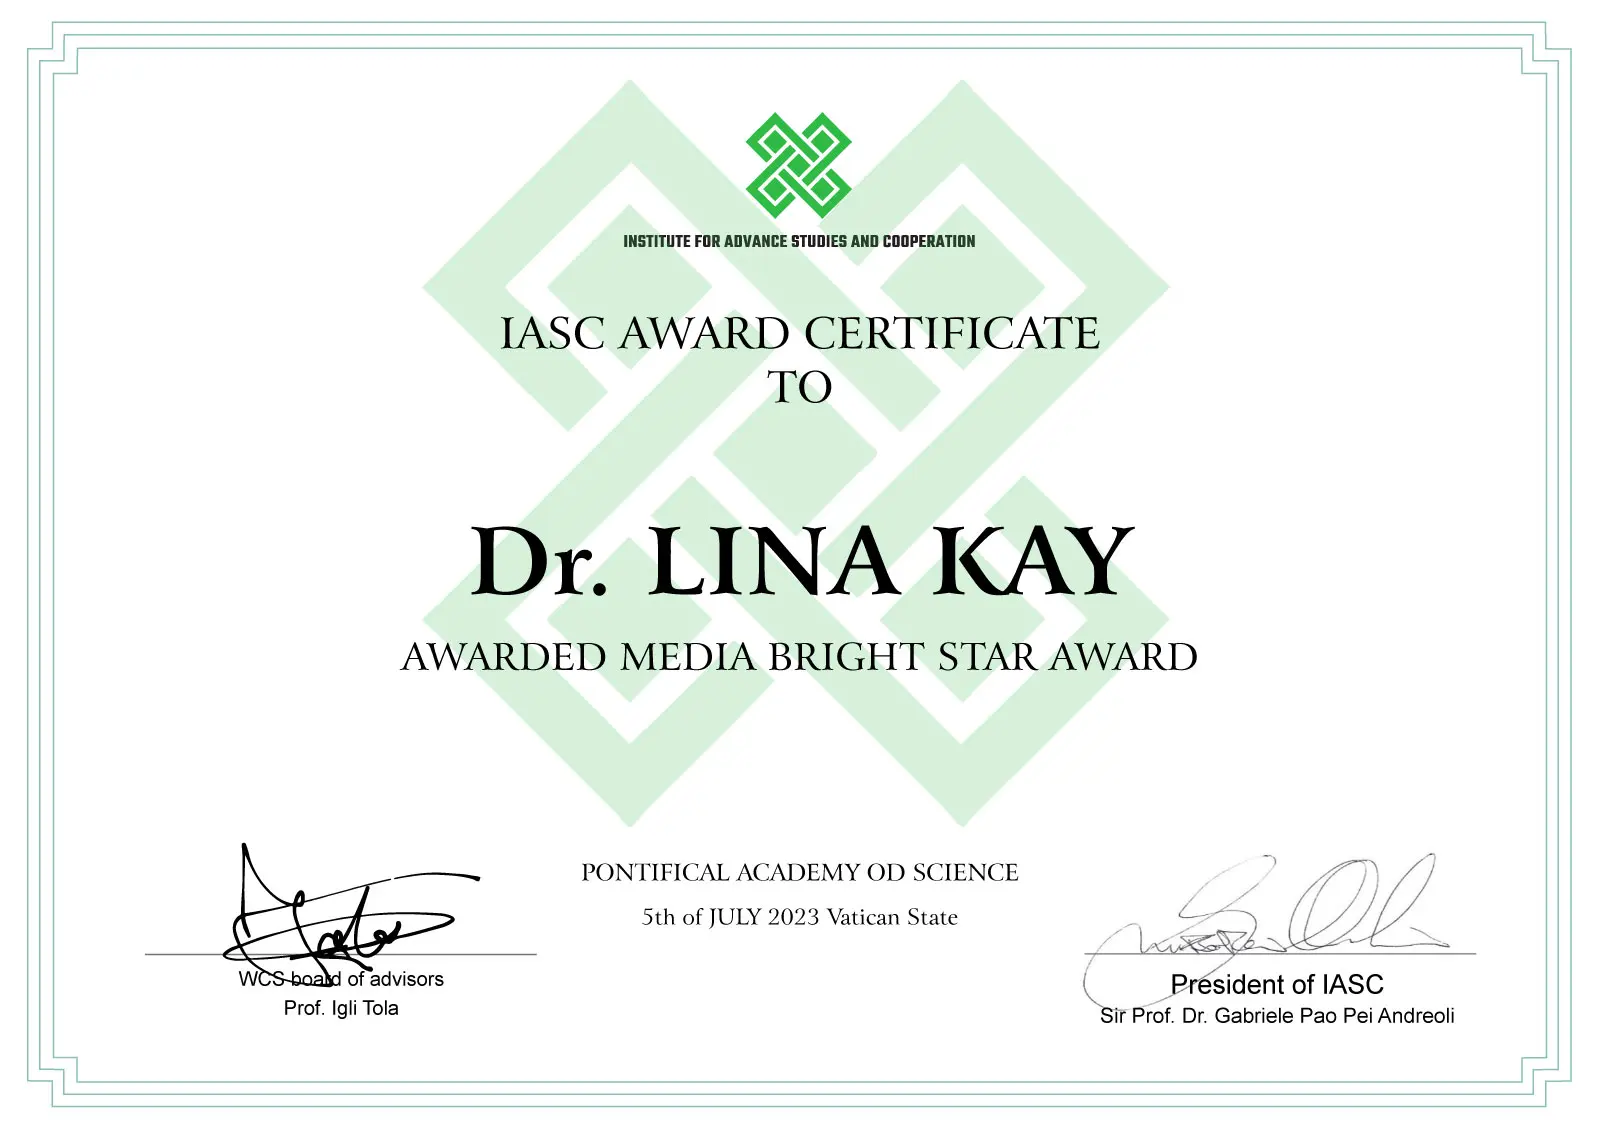 INSTITUTE FOR ADVANCE STUDIES AND COOPERATION
IASC AWARD CERTIFICATE
TO
Dr. LINA KAY
AWARDED MEDIA BRIGHT STAR AWARD
PONTIFICAL ACADEMY OD SCIENCE
5th of JULY 2023 Vatican State
WCS board of advisors
Prof. Igli Tola
President of IASC
Sir Prof. Dr. Gabriele Pao Pei Andreoli